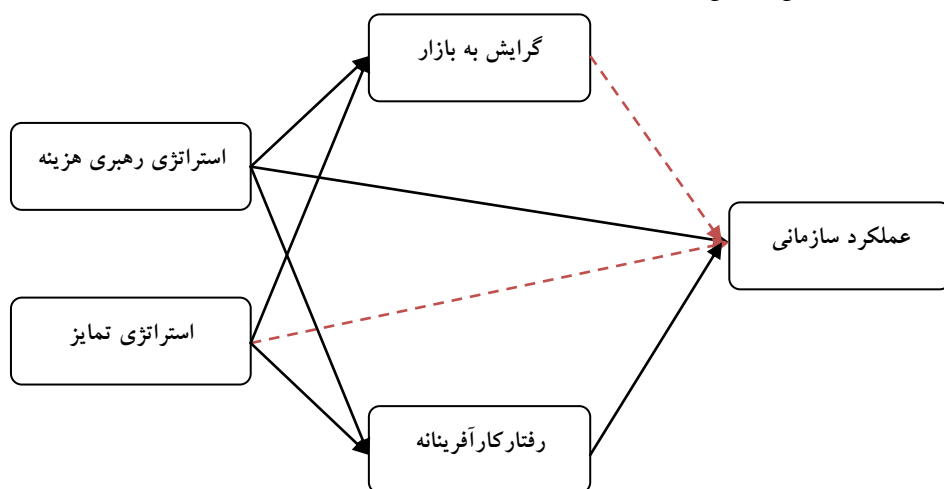 گرایش به بازار
استراتژی رهبری هزینه
عملکرد سازمانی
استراتژی تمایز
رفتارکارآفرینانه